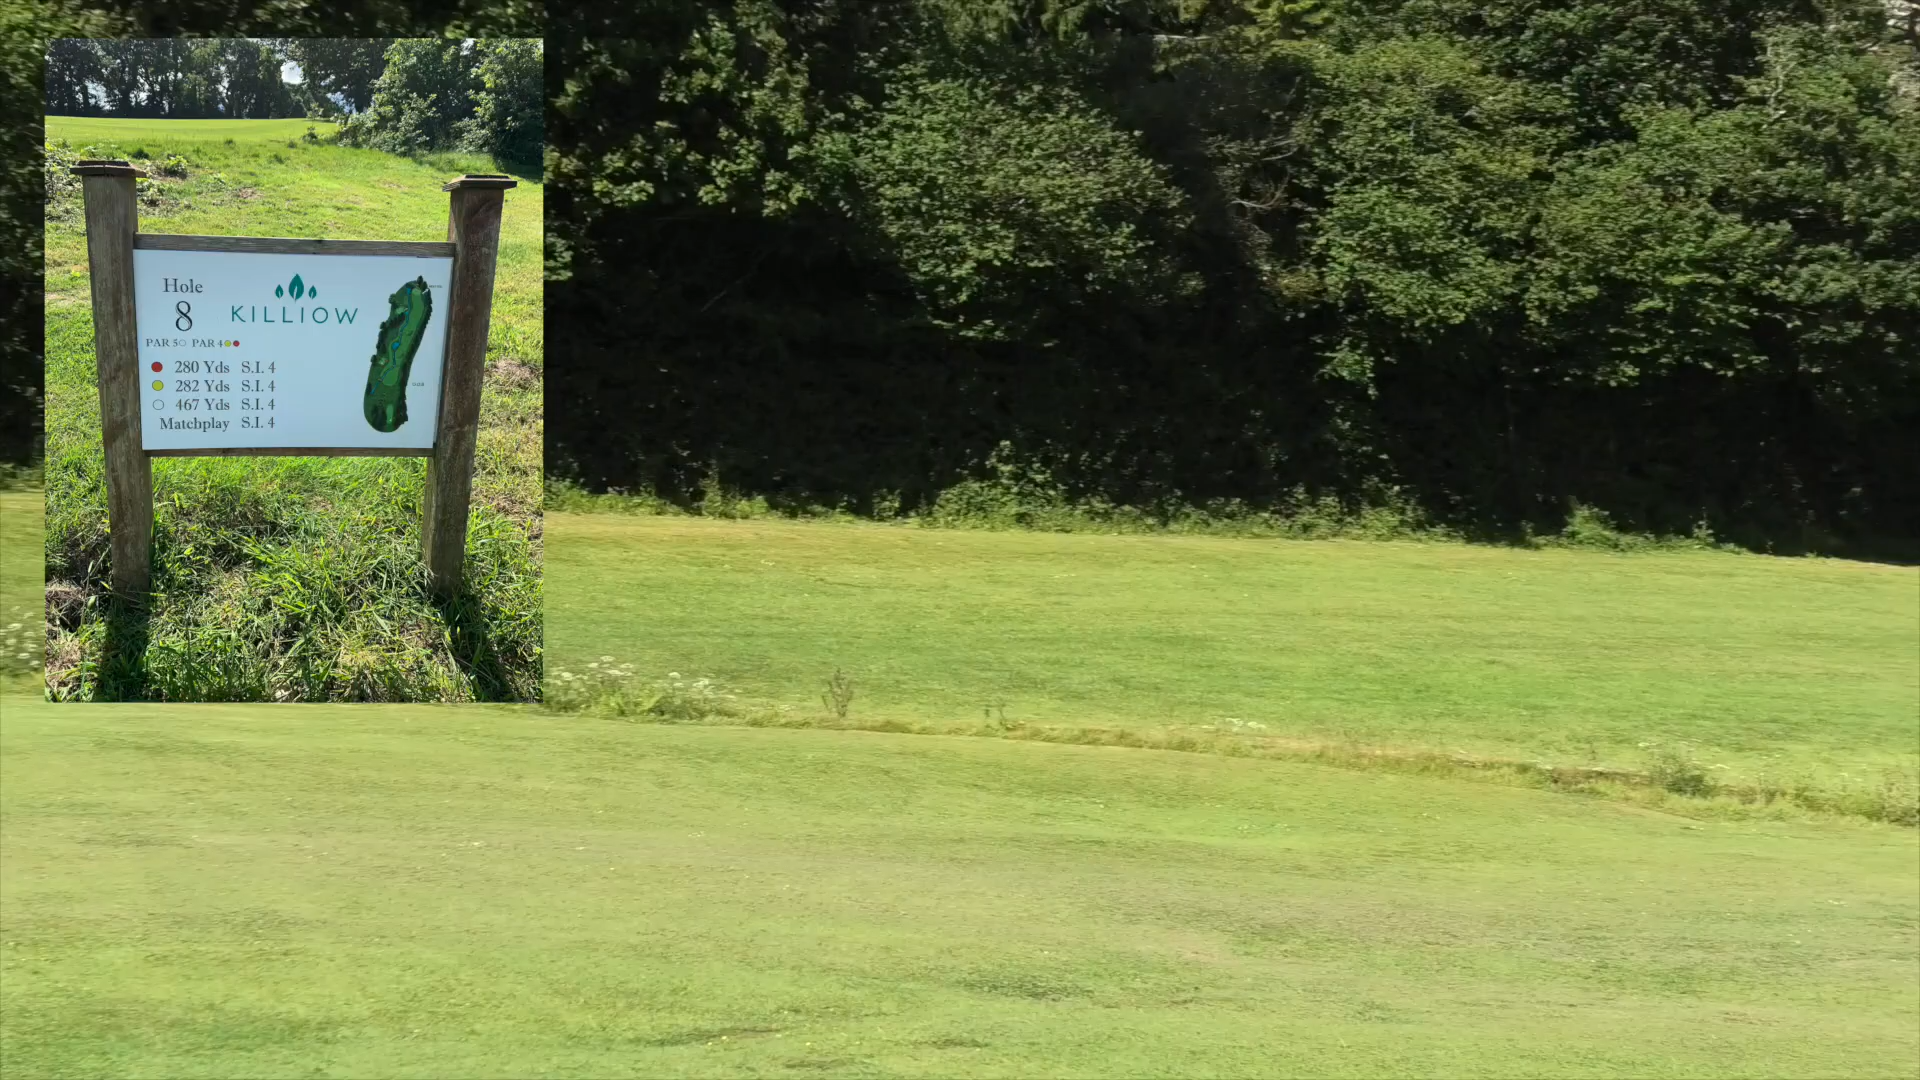 Hole
8
KILLIOW
PAR 5 PAR 4
280 Yds S.I. 4
282 Yds S.I. 4
467 Yds S.I. 4
Matchplay S.I. 4